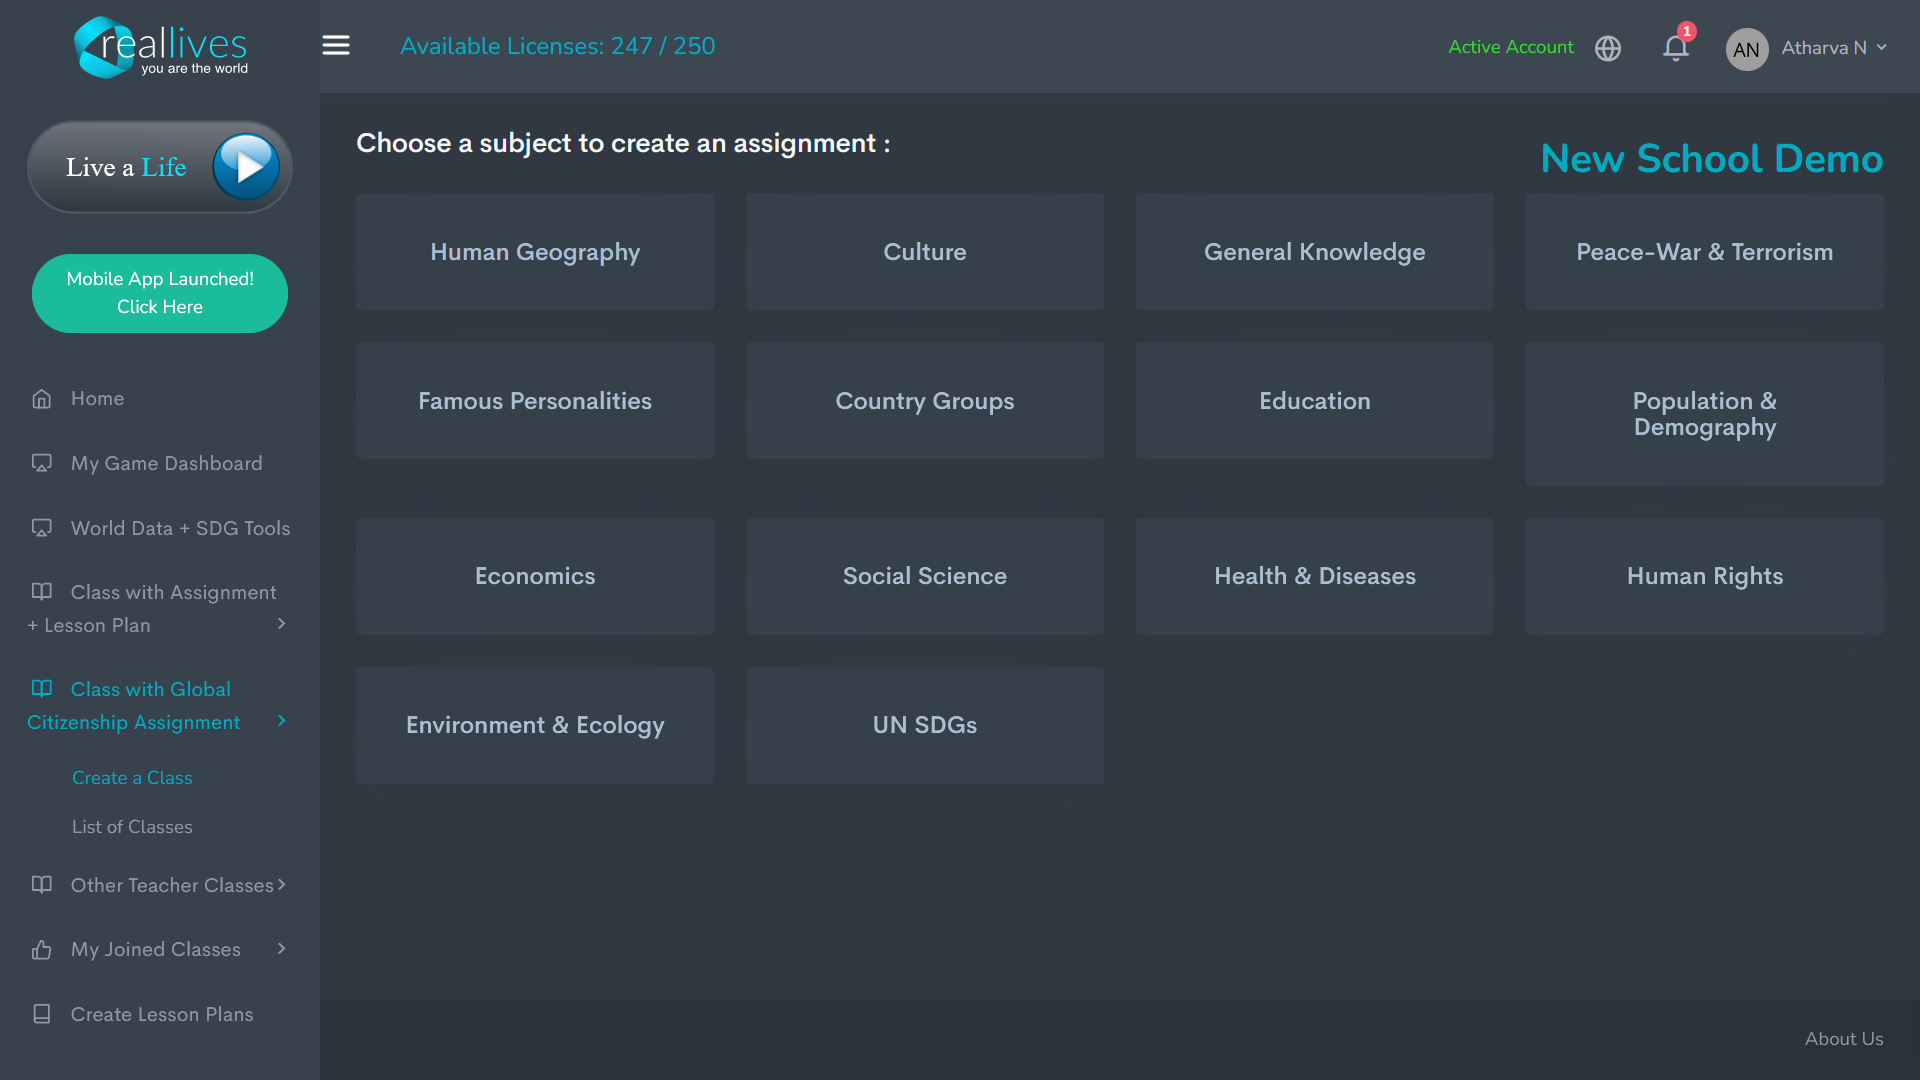 reallives
you are the world
Available Licenses: 247 / 250
Active Account
1
AN
Atharva N
Live a Life
Mobile App Launched!
Click Here
Home
My Game Dashboard
World Data + SDG Tools
Class with Assignment
+ Lesson Plan
Class with Global
Citizenship Assignment
Create a Class
List of Classes
Other Teacher Classes
My Joined Classes
Create Lesson Plans
Choose a subject to create an assignment :
New School Demo
Human Geography
Culture
General Knowledge
Peace-War & Terrorism
Famous Personalities
Country Groups
Education
Population &
Demography
Economics
Social Science
Health & Diseases
Human Rights
Environment & Ecology
UN SDGs
About Us